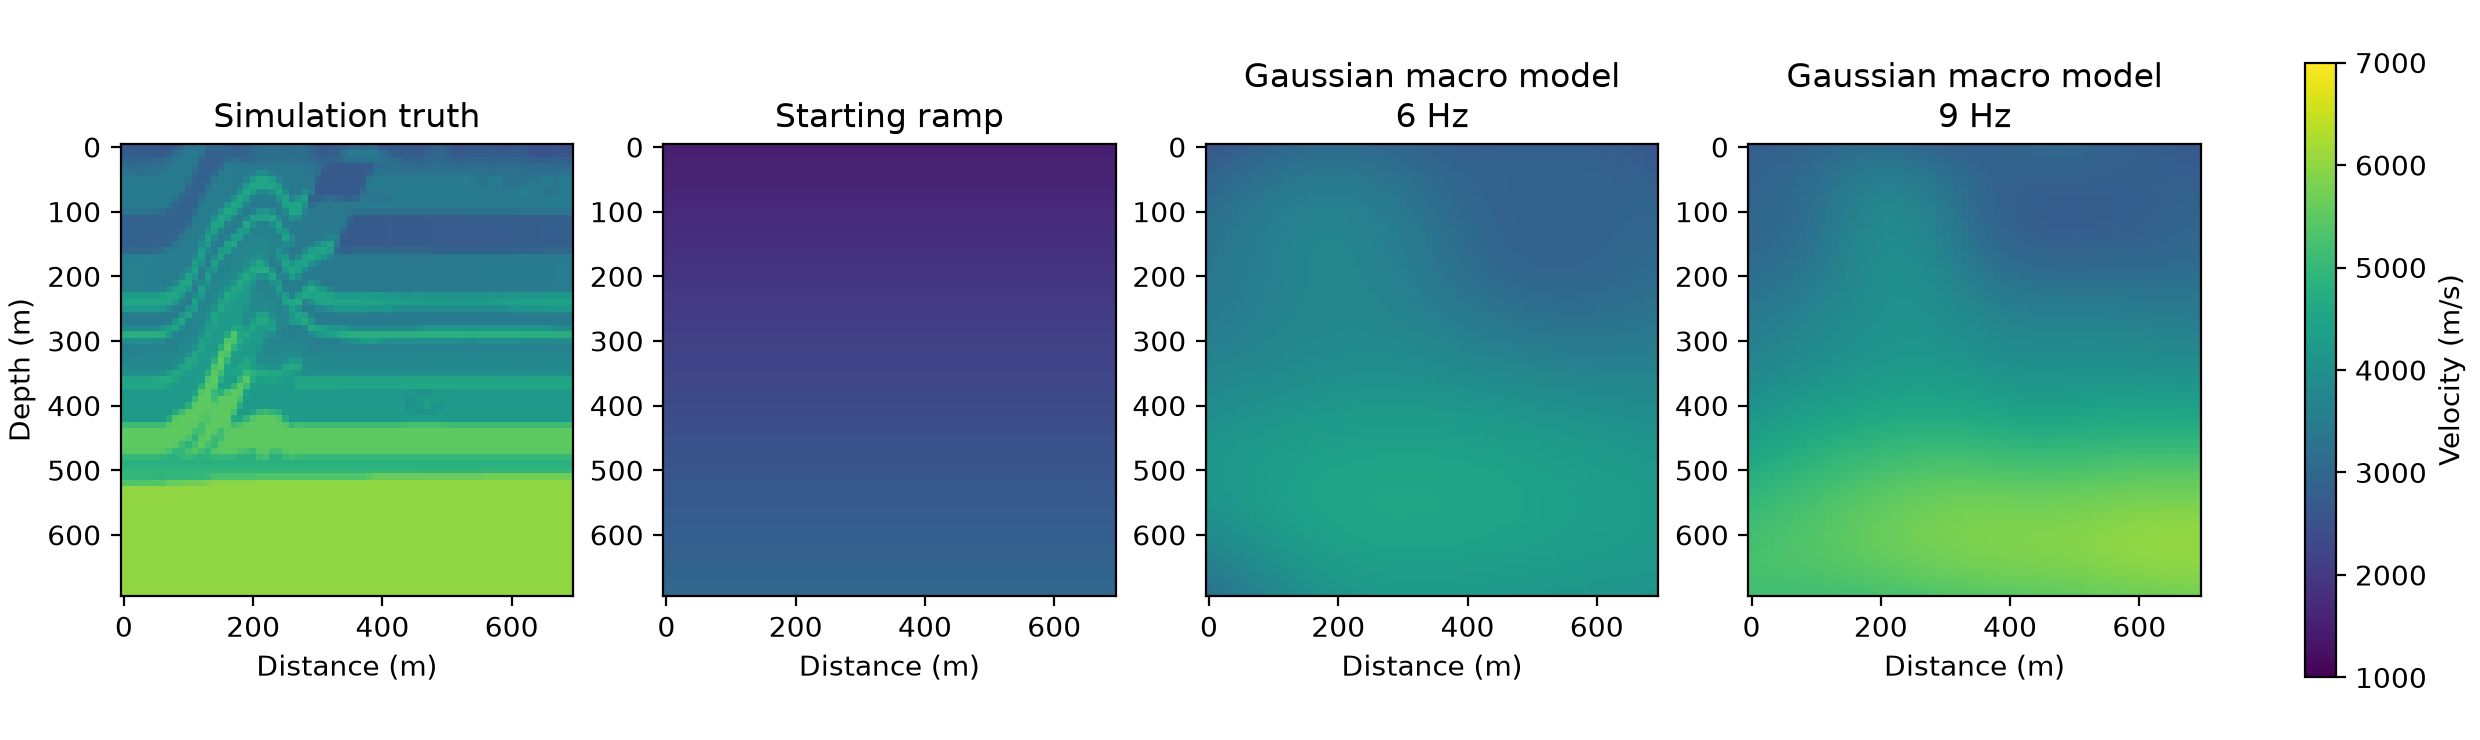 Simulation truth
Starting ramp
Gaussian macro model
6 Hz
Gaussian macro model
9 Hz
0
100
200
300
400
500
600
Depth (m)
0 200 400 600
Distance (m)
0
100
200
300
400
500
600
0 200 400 600
Distance (m)
0
100
200
300
400
500
600
0 200 400 600
Distance (m)
0
100
200
300
400
500
600
0 200 400 600
Distance (m)
7000
6000
5000
4000
3000
2000
1000
Velocity (m/s)